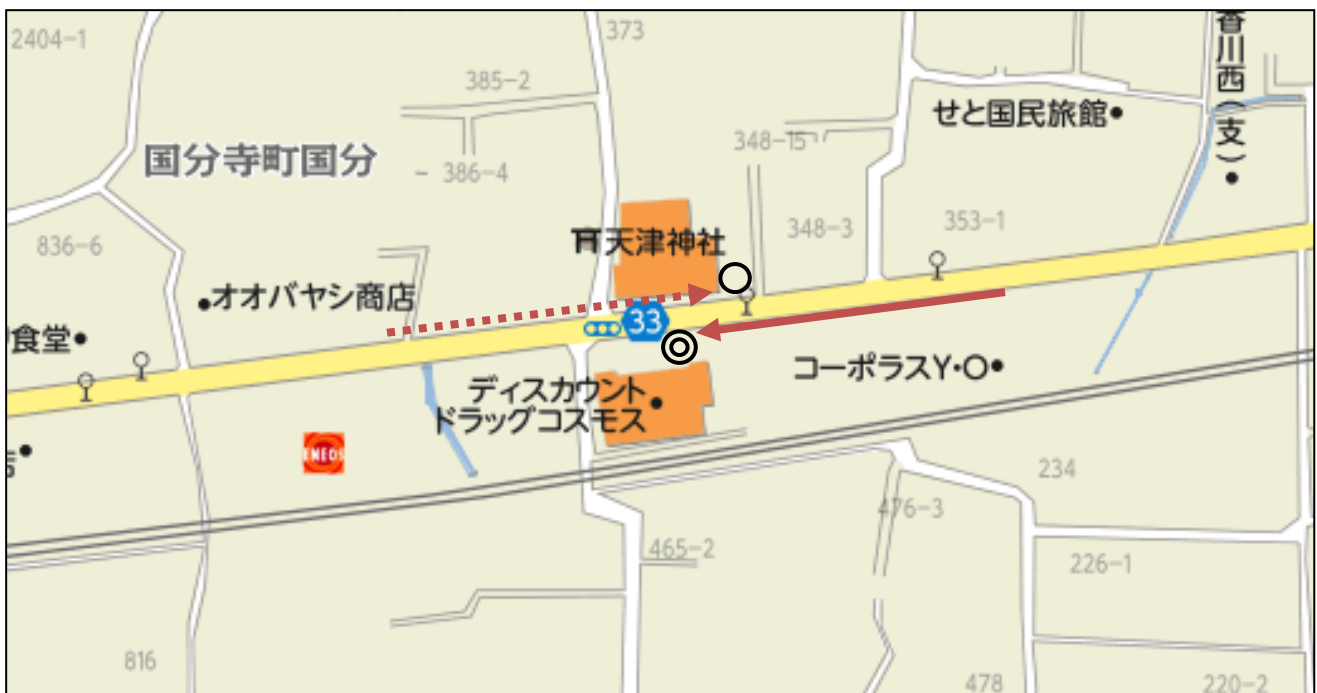 2404-1
373
385-2
香川西(支)
せと国民旅館
348-15
国分寺町国分
386-4
353-1
348-3
天津神社
836-6
オオバヤシ商店
33
食堂
コーポラスY・O
ディスカウント
ドラッグコスモス
ENEOS
234
476-3
465-2
226-1
816
478
220-2